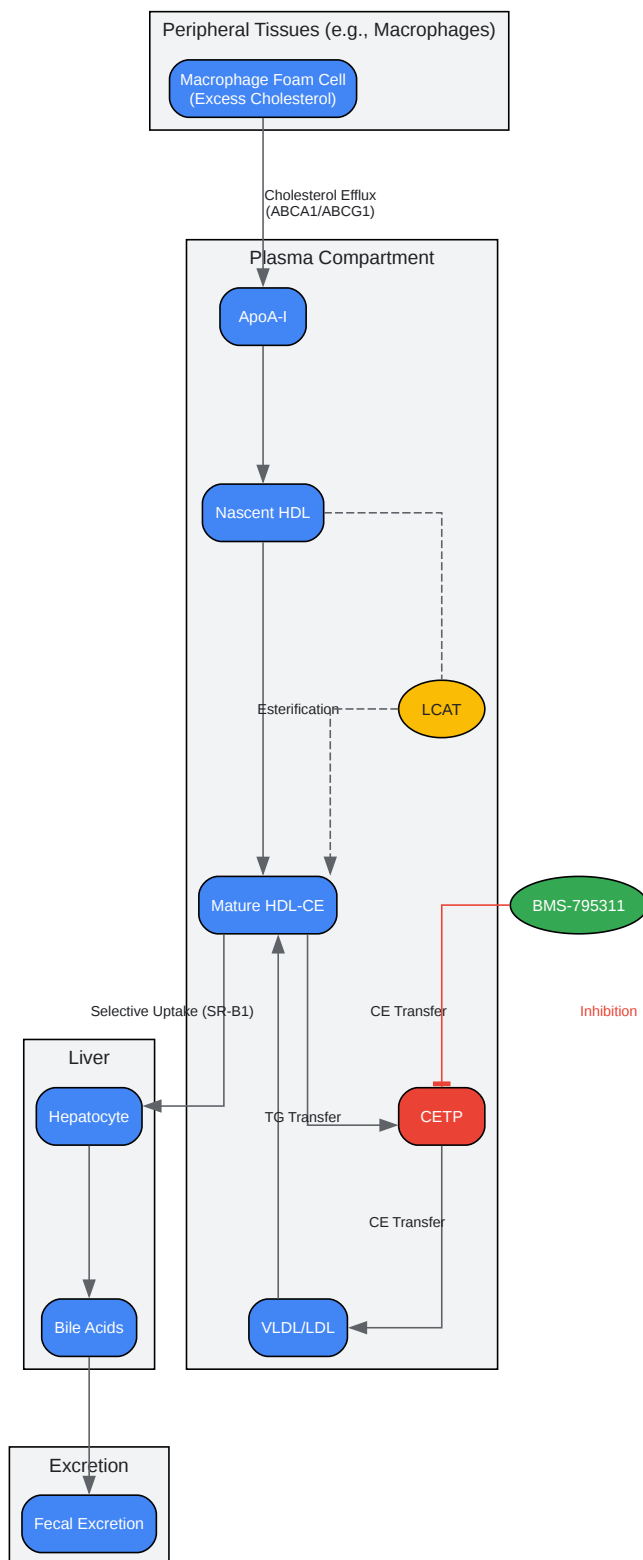 Peripheral Tissues (e.g., Macrophages)
Macrophage Foam Cell
(Excess Cholesterol)
Cholesterol Efflux
(ABCA1/ABCG1)
Plasma Compartment
ApoA-I
Nascent HDL
Esterification
LCAT
Mature HDL-CE
BMS-795311
Selective Uptake (SR-B1)
CE Transfer
Inhibition
Liver
Hepatocyte
TG Transfer
CETP
CE Transfer
Bile Acids
VLDL/LDL
Excretion
Fecal Excretion